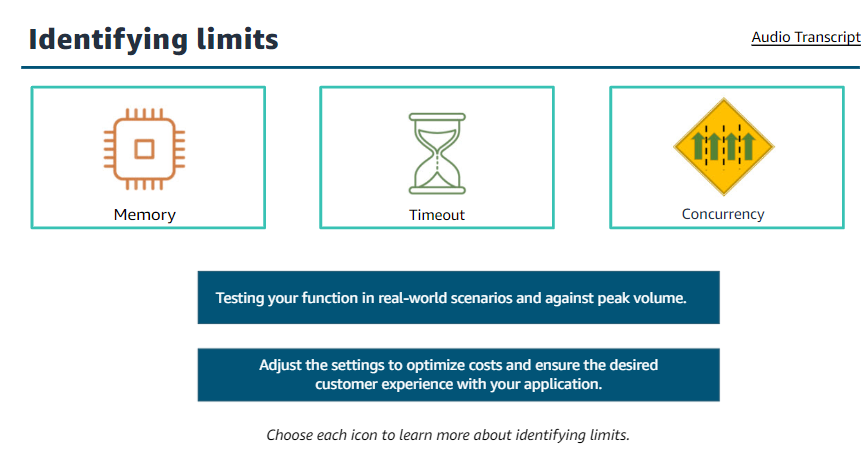 Identifying limits
Audio Transcript
Memory
Timeout
Concurrency
Testing your function in real-world scenarios and against peak volume.
Adjust the settings to optimize costs and ensure the desired
customer experience with your application.
Choose each icon to learn more about identifying limits.